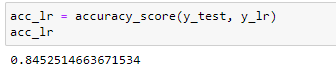 acc_lr = accuracy_score(y_test, y_lr)
acc_lr
0.8452514663671534